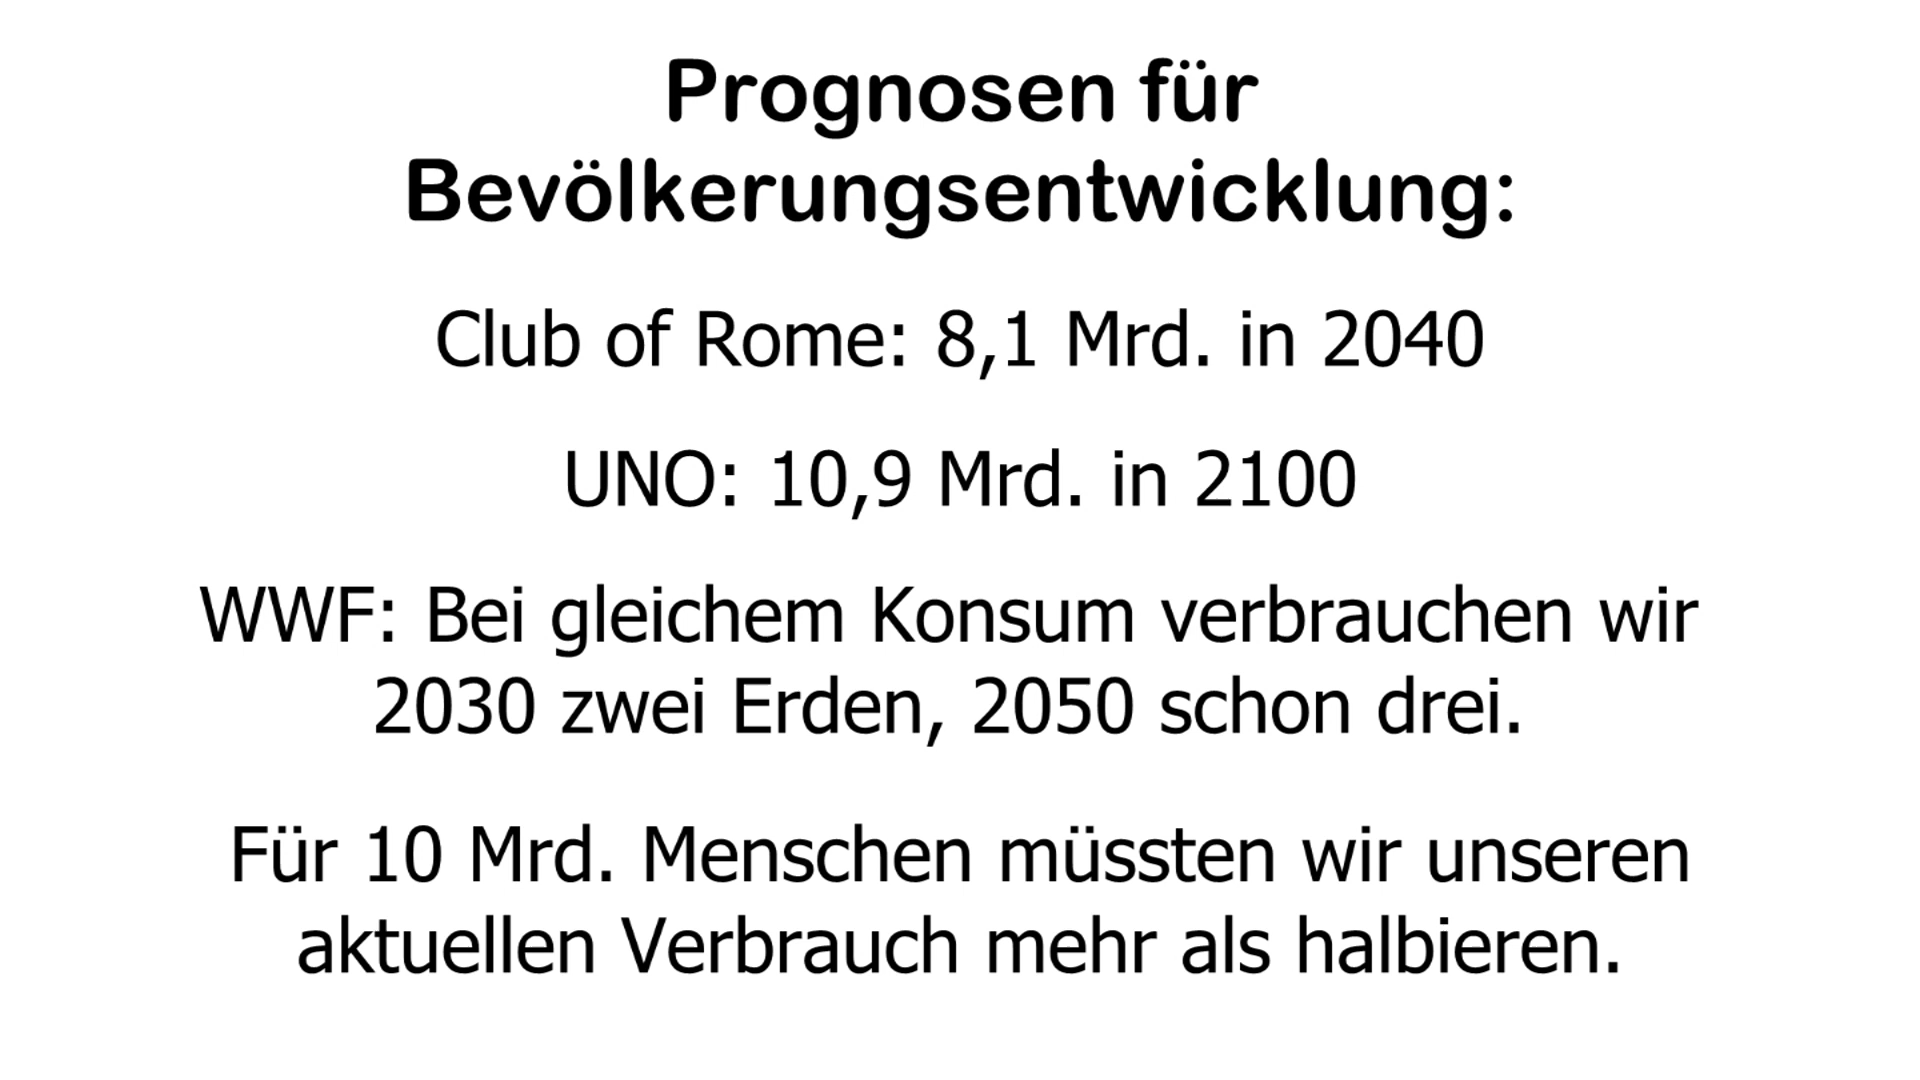 Prognosen für
Bevölkerungsentwicklung:
Club of Rome: 8,1 Mrd. in 2040
UNO: 10,9 Mrd. in 2100
WWF: Bei gleichem Konsum verbrauchen wir
2030 zwei Erden, 2050 schon drei.
Für 10 Mrd. Menschen müssten wir unseren
aktuellen Verbrauch mehr als halbieren.